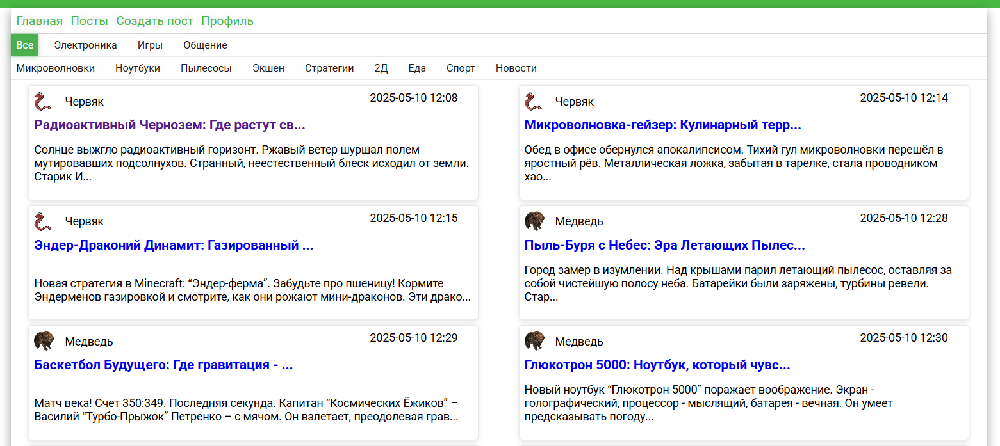 Главная Посты Создать пост Профиль
Все Электроника Игры Общение
Микроволновки Ноутбуки Пылесосы Экшен Стратегии 2Д Еда Спорт Новости
Червяк 2025-05-10 12:08
Радиоактивный Чернозем: Где растут св...
Солнце выжгло радиоактивный горизонт. Ржавый ветер шуршал полем
мутировавших подсолнухов. Странный, неестественный блеск исходил от земли.
Старик И...
Червяк 2025-05-10 12:14
Микроволновка-гейзер: Кулинарный терр...
Обед в офисе обернулся апокалипсисом. Тихий гул микроволновки перешёл в
яростный рёв. Металлическая ложка, забытая в тарелке, стала проводником
хао...
Червяк 2025-05-10 12:15
Эндер-Драконий Динамит: Газированный ...
Новая стратегия в Minecraft: “Эндер-ферма”. Забудьте про пшеницу! Кормите
Эндерменов газировкой и смотрите, как они рожают мини-драконов. Эти драко...
Медведь 2025-05-10 12:28
Пыль-Буря с Небес: Эра Летающих Пылес...
Город замер в изумлении. Над крышами парил летающий пылесос, оставляя за
собой чистейшую полосу неба. Батарейки были заряжены, турбины ревели.
Стар...
Медведь 2025-05-10 12:29
Баскетбол Будущего: Где гравитация - ...
Матч века! Счет 350:349. Последняя секунда. Капитан “Космических Ёжиков” –
Василий “Турбо-Прыжок” Петренко – с мячом. Он взлетает, преодолевая грав...
Медведь 2025-05-10 12:30
Глюкотрон 5000: Ноутбук, который чувс...
Новый ноутбук “Глюкотрон 5000” поражает воображение. Экран -
голографический, процессор - мыслящий, батарея - вечная. Он умеет
предсказывать погоду...